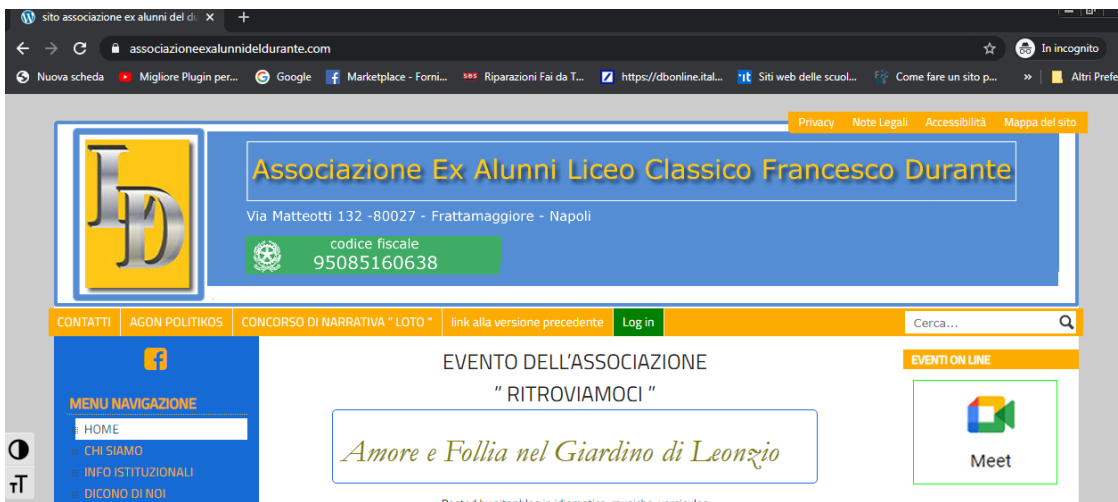 sito associazione ex alunni del du
associazioneexalunnideldurante.com
In incognito
Nuova scheda
Migliore Plugin per...
Google
Marketplace - Forni...
SOS Riparazioni Fai da T...
https://dbonline.ital...
Siti web delle scuol...
Come fare un sito p...
»
Altri Prefe
Privacy Note Legali Accessibilità Mappa del sito
LD
Associazione Ex Alunni Liceo Classico Francesco Durante
Via Matteotti 132 -80027 - Frattamaggiore - Napoli
codice fiscale
95085160638
CONTATTI AGON POLITIKOS CONCORSO DI NARRATIVA " LOTO " link alla versione precedente Log in Cerca...
MENU NAVIGAZIONE
HOME
CHI SIAMO
INFO ISTITUZIONALI
DICONO DI NOI
EVENTO DELL'ASSOCIAZIONE
" RITROVIAMOCI "
Amore e Follia nel Giardino di Leonzio
EVENTI ON LINE
Meet